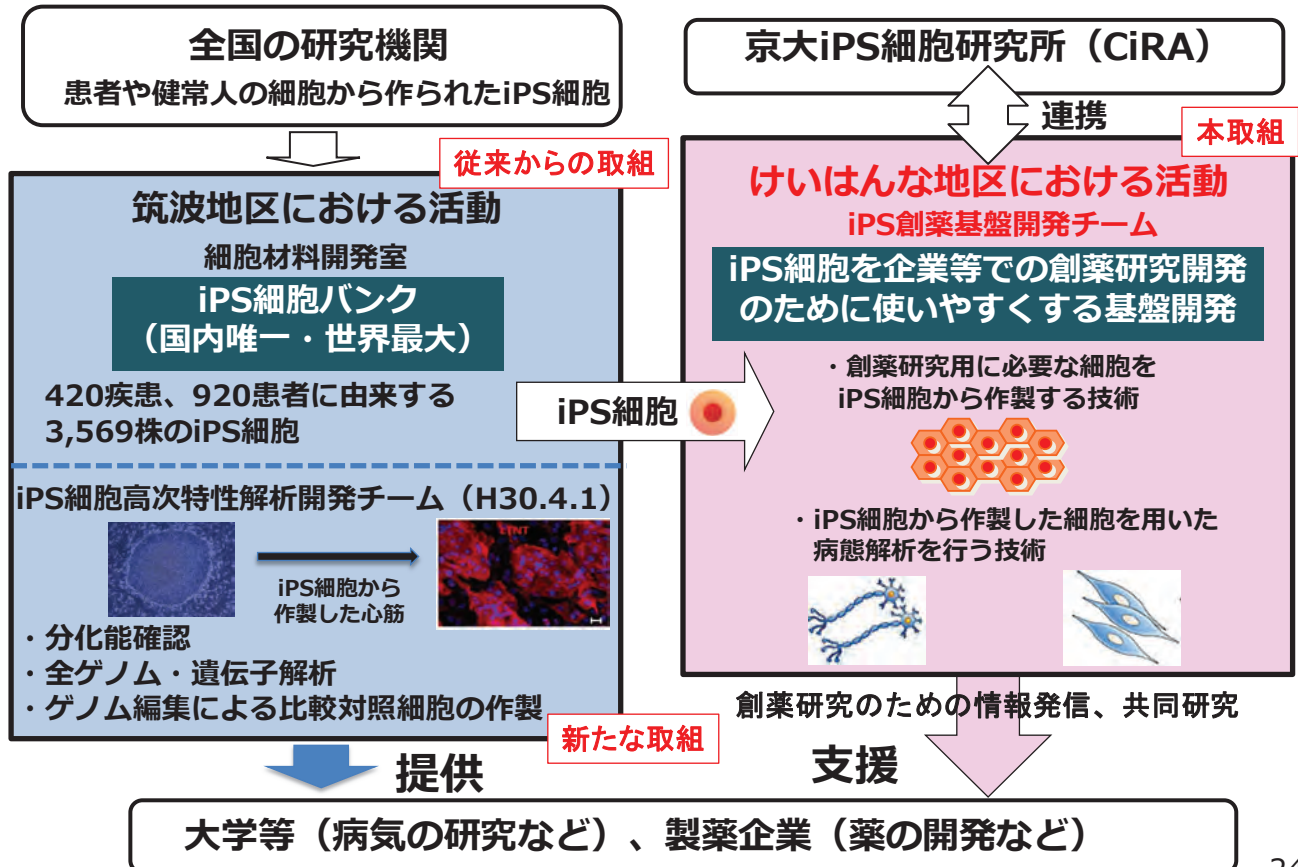 全国の研究機関
患者や健常人の細胞から作られたiPS細胞
京大iPS細胞研究所（CiRA）
連携
従来からの取組
筑波地区における活動
細胞材料開発室
iPS細胞バンク
（国内唯一・世界最大）
420疾患、920患者に由来する
3,569株のiPS細胞
iPS細胞高次特性解析開発チーム（H30.4.1）
iPS細胞から
作製した心筋
・分化能確認
・全ゲノム・遺伝子解析
・ゲノム編集による比較対照細胞の作製
新たな取組
iPS細胞
本取組
けいはんな地区における活動
iPS創薬基盤開発チーム
iPS細胞を企業等での創薬研究開発
のために使いやすくする基盤開発
・創薬研究用に必要な細胞を
iPS細胞から作製する技術
・iPS細胞から作製した細胞を用いた
病態解析を行う技術
創薬研究のための情報発信、共同研究
提供
支援
大学等（病気の研究など）、製薬企業（薬の開発など）